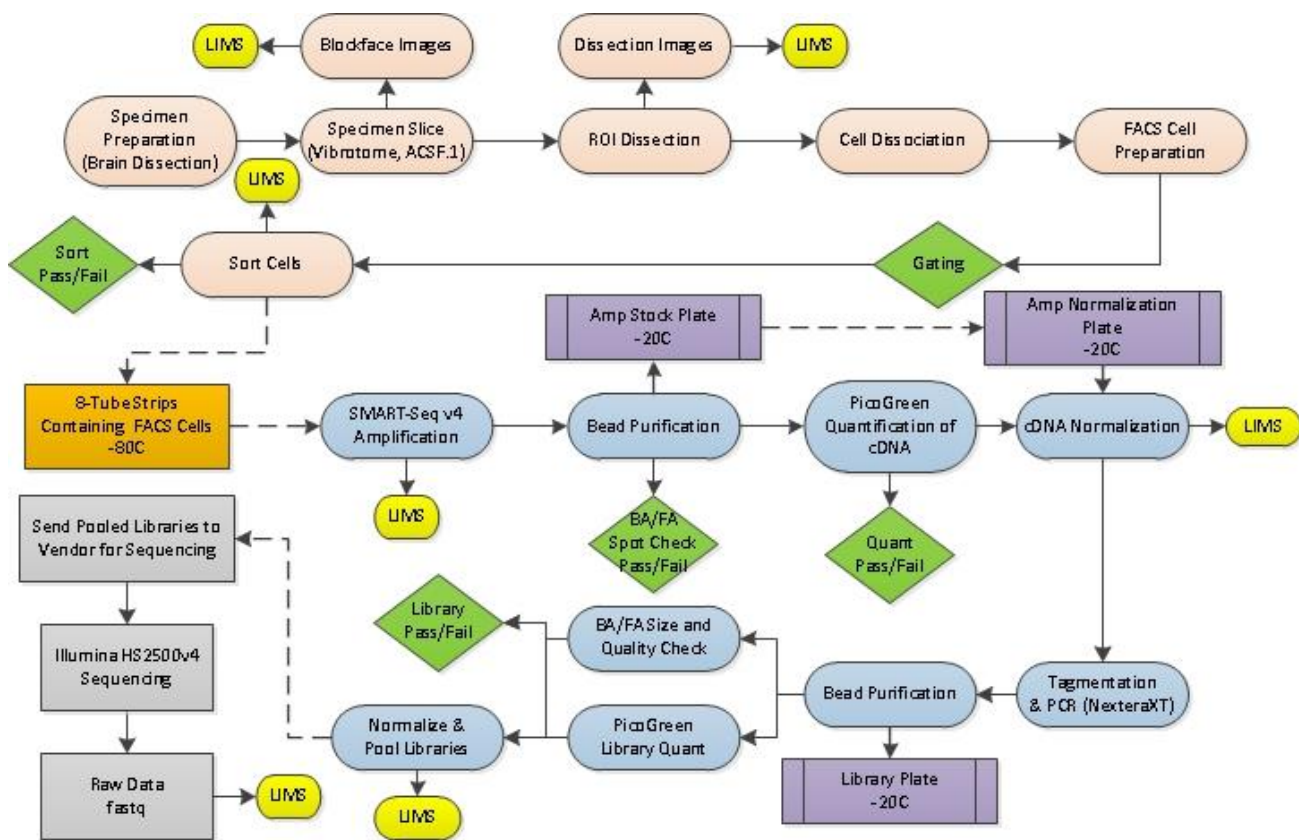 LIMS
Blockface Images
Dissection Images
LIMS
Specimen
Preparation
(Brain Dissection)
Specimen Slice
(Vibrotome, ACSF.1)
ROI Dissection
Cell Dissociation
FACS Cell
Preparation
LIMS
Sort
Pass/Fail
Sort Cells
Gating
Amp Stock Plate
-20C
Amp Normalization
Plate
-20C
8-Tube Strips
Containing FACS Cells
-80C
SMART-Seq v4
Amplification
Bead Purification
PicoGreen
Quantification of
cDNA
cDNA Normalization
LIMS
LIMS
BA/FA
Spot Check
Pass/Fail
Quant
Pass/Fail
Send Pooled Libraries to
Vendor for Sequencing
Library
Pass/Fail
BA/FA Size and
Quality Check
Illumina HS2500v4
Sequencing
Bead Purification
Tagmentation
& PCR (NexteraXT)
Normalize &
Pool Libraries
PicoGreen
Library Quant
Raw Data
fastq
LIMS
LIMS
Library Plate
-20C